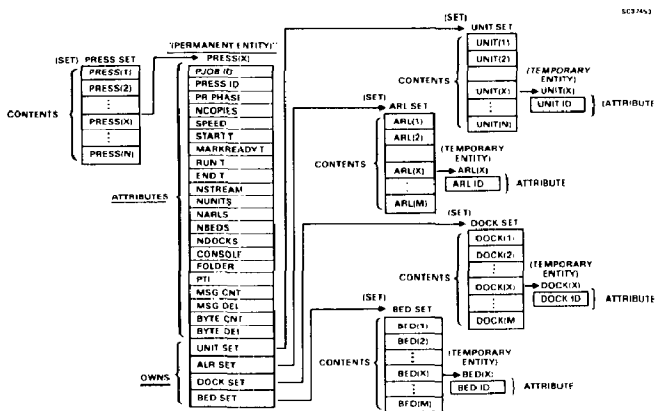 SC37453
(SET) PRESS SET
PRESS(1)
PRESS(2)
PRESS(X)
PRESS(N)
CONTENTS
"(PERMANENT ENTITY)"
PRESS(X)
PJOB ID
PRESS ID
PR PHASE
NCOPIES
SPEED
START T
MARKREADY T
RUN T
END T
NSTREAM
NUNITS
NARLS
NBEDS
NDOCKS
CONSOLE
FOLDER
PTI
MSG CNT
MSG DEL
BYTE CNT
BYTE DEL
ATTRIBUTES
UNIT SET
ALR SET
DOCK SET
BED SET
OWNS
(SET)
UNIT SET
UNIT(1)
UNIT(2)
UNIT(X)
UNIT(N)
CONTENTS
(TEMPORARY
ENTITY)
UNIT(X)
UNIT ID
ATTRIBUTE
(SET)
ARL SET
ARL(1)
ARL(2)
ARL(X)
ARL(M)
CONTENTS
(TEMPORARY
ENTITY)
ARL(X)
ARL ID
ATTRIBUTE
(SET)
DOCK SET
DOCK(1)
DOCK(2)
DOCK(X)
DOCK(M
CONTENTS
(TEMPORARY
ENTITY)
DOCK(X)
DOCK ID
ATTRIBUTE
(SET)
BED SET
BED(1)
BED(2)
BED(X)
BED(M)
CONTENTS
(TEMPORARY
ENTITY)
BED(X)
BED ID
ATTRIBUTE